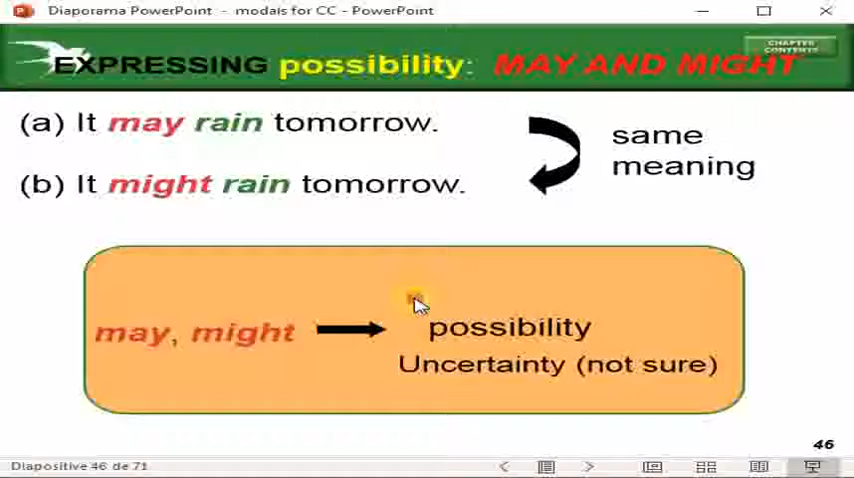 Diaporama PowerPoint - modals for CC - PowerPoint
CHAPTER
CONTENTS
EXPRESSING possibility: MAY AND MIGHT
(a) It may rain tomorrow.
(b) It might rain tomorrow.
same
meaning
may, might
possibility
Uncertainty (not sure)
46
Diapositive 46 de 71